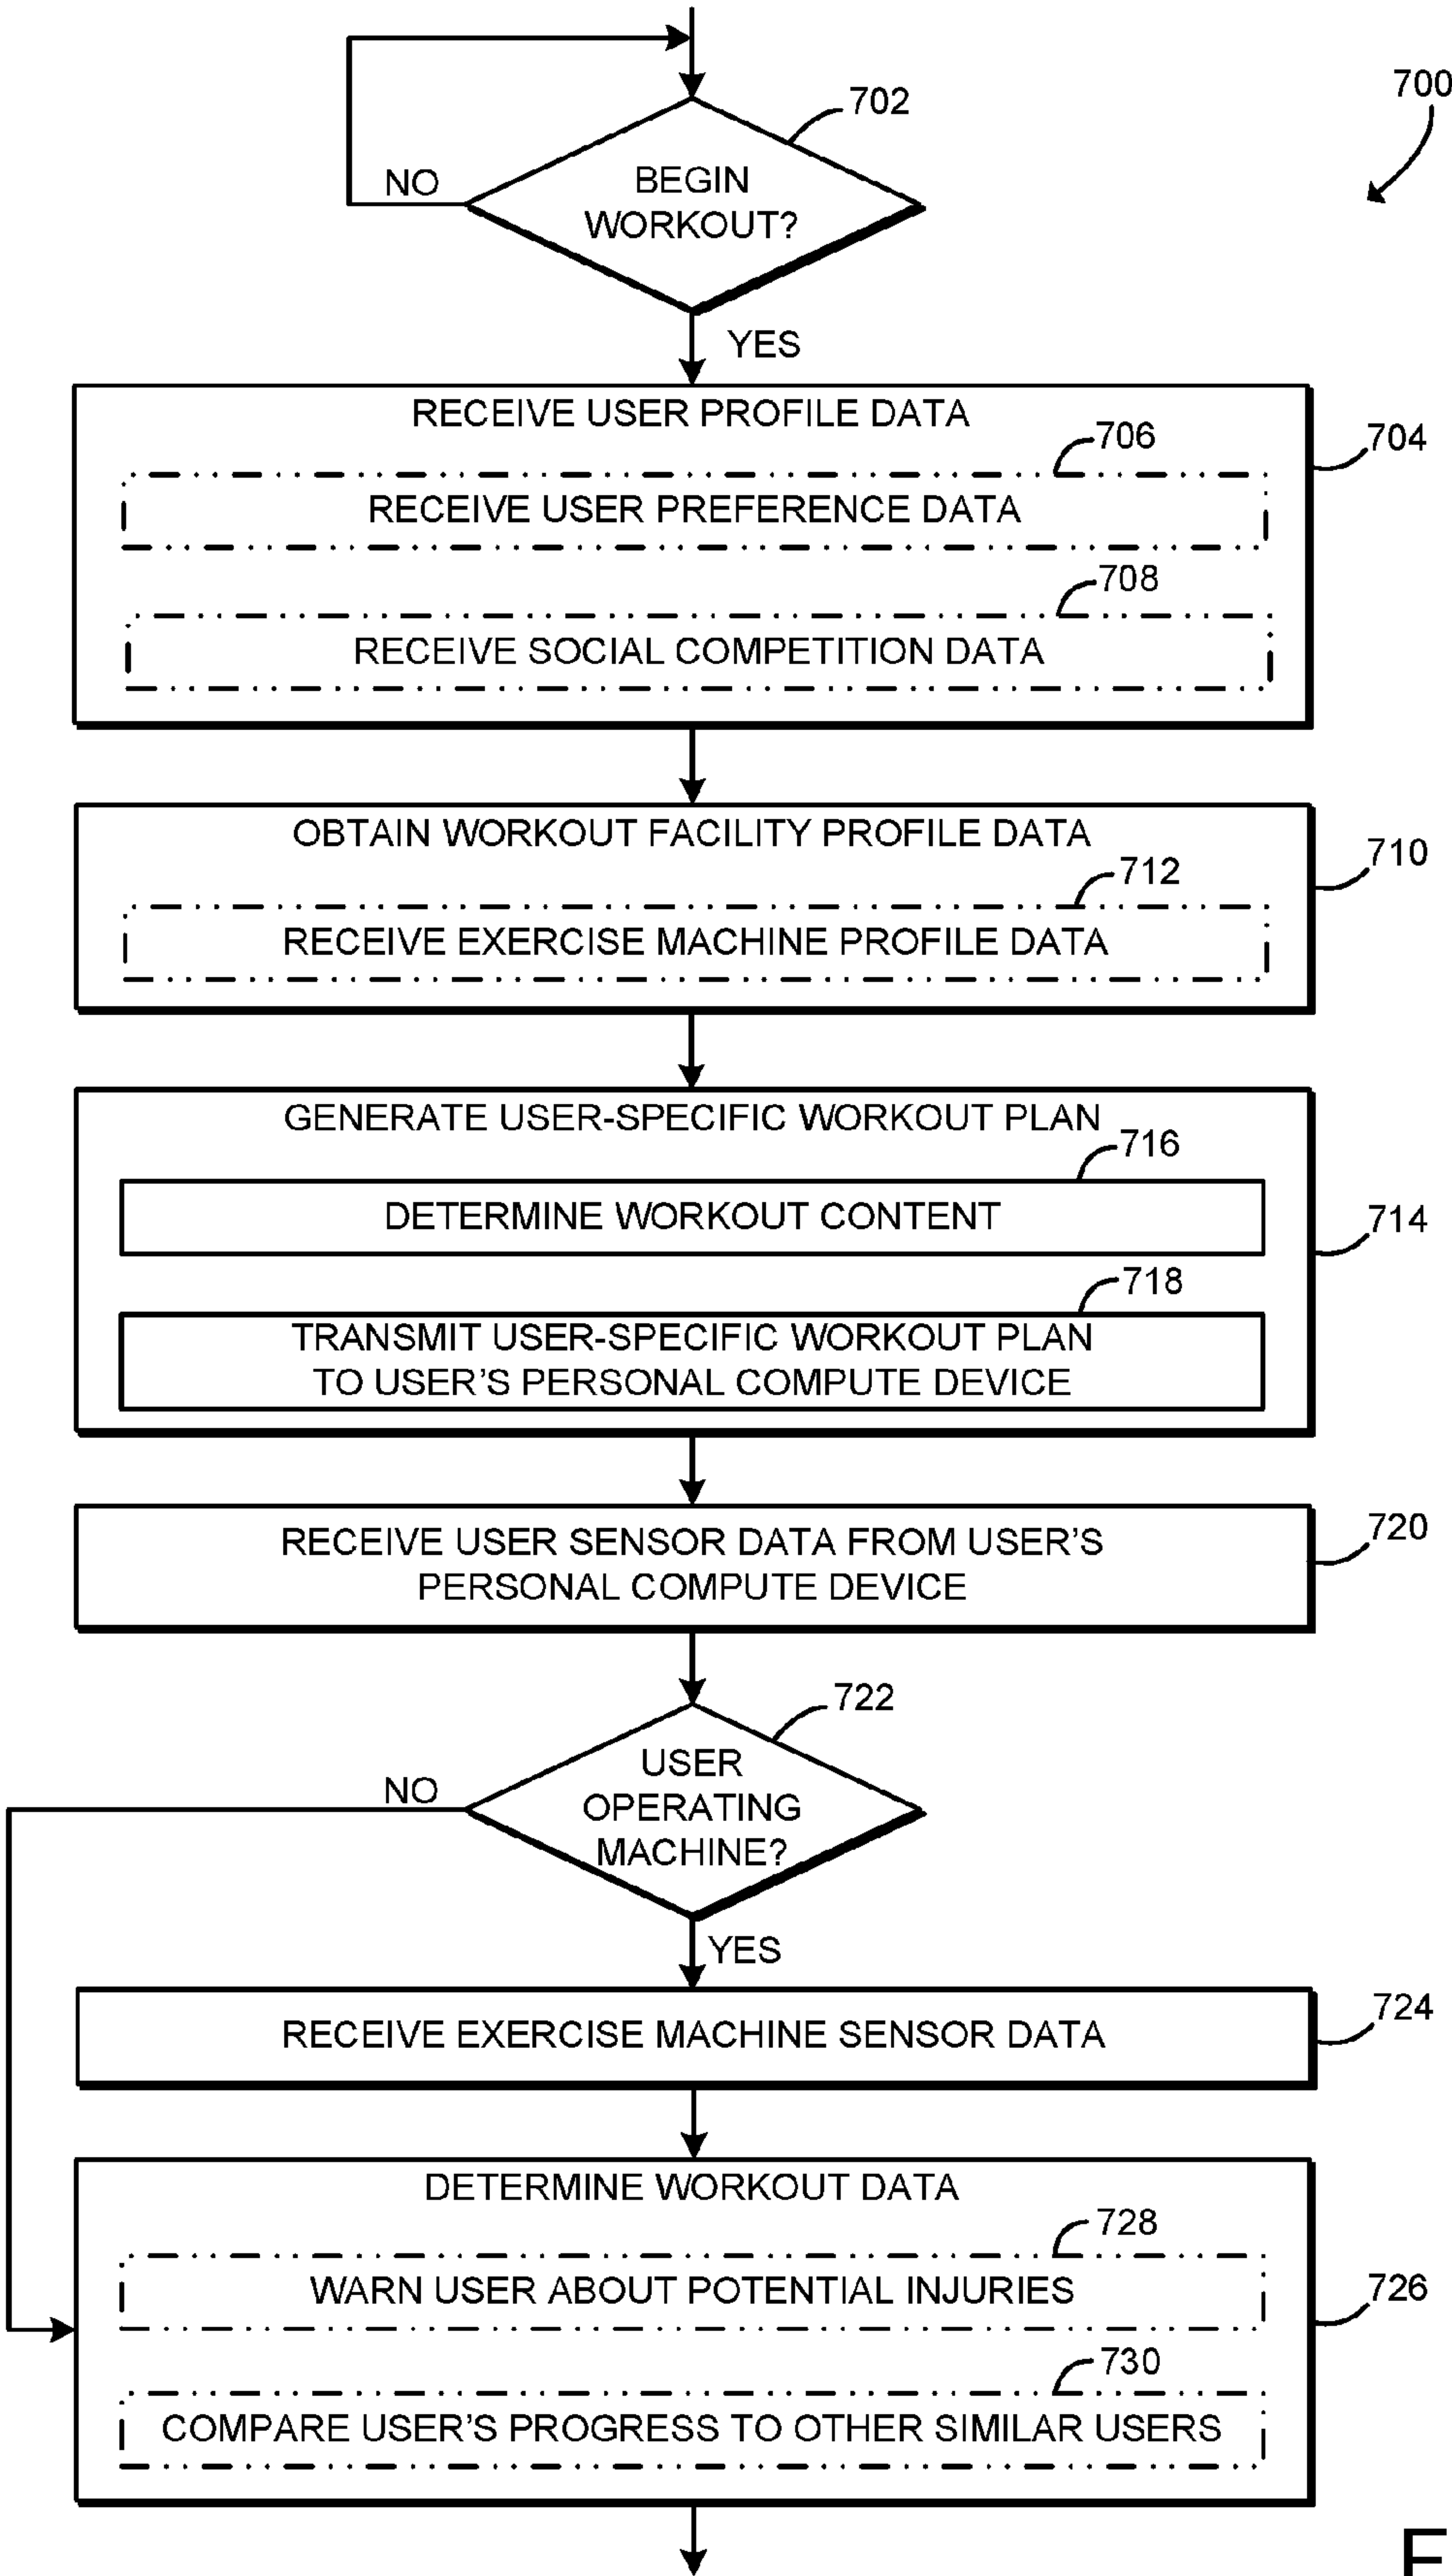 700
702
BEGIN
WORKOUT?
NO
YES
RECEIVE USER PROFILE DATA
704
706
RECEIVE USER PREFERENCE DATA
708
RECEIVE SOCIAL COMPETITION DATA
OBTAIN WORKOUT FACILITY PROFILE DATA
710
712
RECEIVE EXERCISE MACHINE PROFILE DATA
GENERATE USER-SPECIFIC WORKOUT PLAN
714
716
DETERMINE WORKOUT CONTENT
718
TRANSMIT USER-SPECIFIC WORKOUT PLAN
TO USER'S PERSONAL COMPUTE DEVICE
720
RECEIVE USER SENSOR DATA FROM USER'S
PERSONAL COMPUTE DEVICE
722
USER
OPERATING
MACHINE?
NO
YES
724
RECEIVE EXERCISE MACHINE SENSOR DATA
DETERMINE WORKOUT DATA
726
728
WARN USER ABOUT POTENTIAL INJURIES
730
COMPARE USER'S PROGRESS TO OTHER SIMILAR USERS